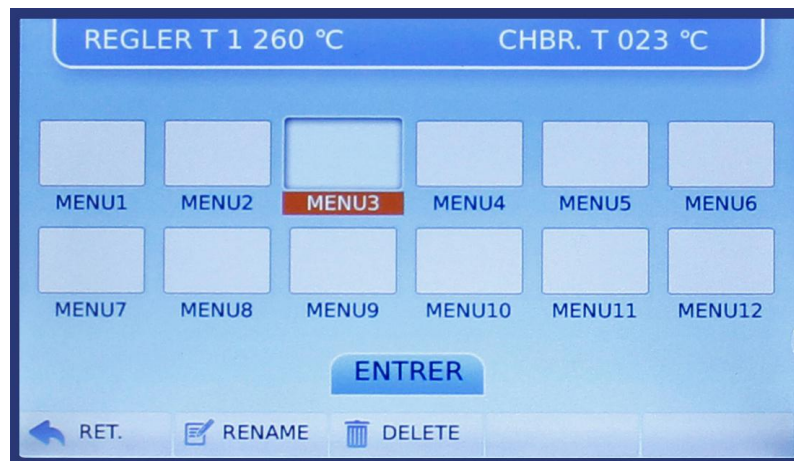 REGLER T 1 260 °C CHBR. T 023 °C
MENU1 MENU2 MENU3 MENU4 MENU5 MENU6
MENU7 MENU8 MENU9 MENU10 MENU11 MENU12
ENTRER
RET. RENAME DELETE